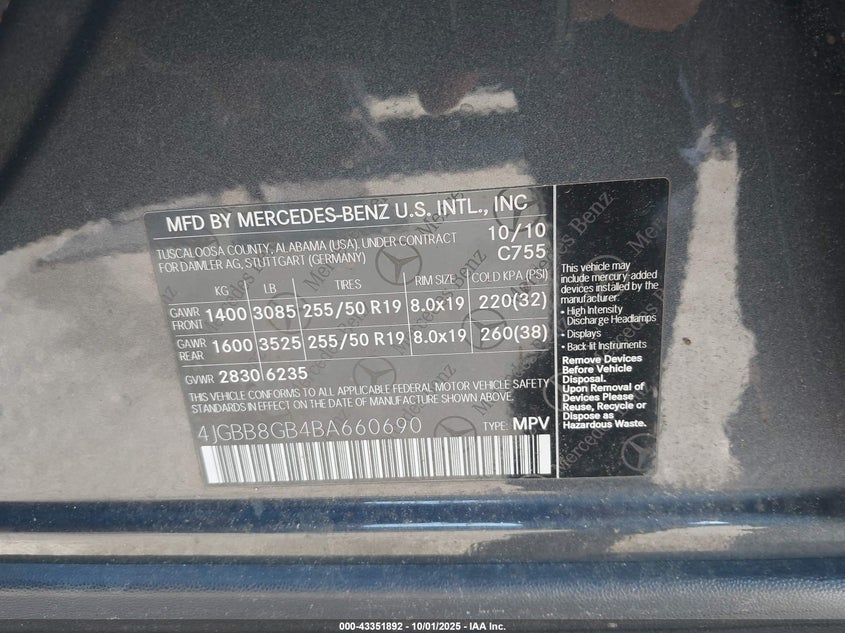 MFD BY MERCEDES-BENZ U.S. INTL., INC
TUSCALOOSA COUNTY, ALABAMA (USA). UNDER CONTRACT
FOR DAIMLER AG, STUTTGART (GERMANY)
10/10
C755
KG LB TIRES RIM SIZE COLD KPA (PSI)
GAWR FRONT 1400 3085 255/50 R19 8.0x19 220(32)
GAWR REAR 1600 3525 255/50 R19 8.0x19 260(38)
GVWR 2830 6235
THIS VEHICLE CONFORMS TO ALL APPLICABLE FEDERAL MOTOR VEHICLE SAFETY
STANDARDS IN EFFECT ON THE DATE OF MANUFACTURE SHOWN ABOVE.
4JGBB8GB4BA660690 TYPE: MPV
This vehicle may
include mercury-added
devices installed by the
manufacturer:
• High Intensity
Discharge Headlamps
• Displays
• Back-lit Instruments
Remove Devices
Before Vehicle
Disposal.
Upon Removal of
Devices Please
Reuse, Recycle or
Dispose as
Hazardous Waste.
Mercedes Benz
000-43351892 - 10/01/2025 - IAA Inc.